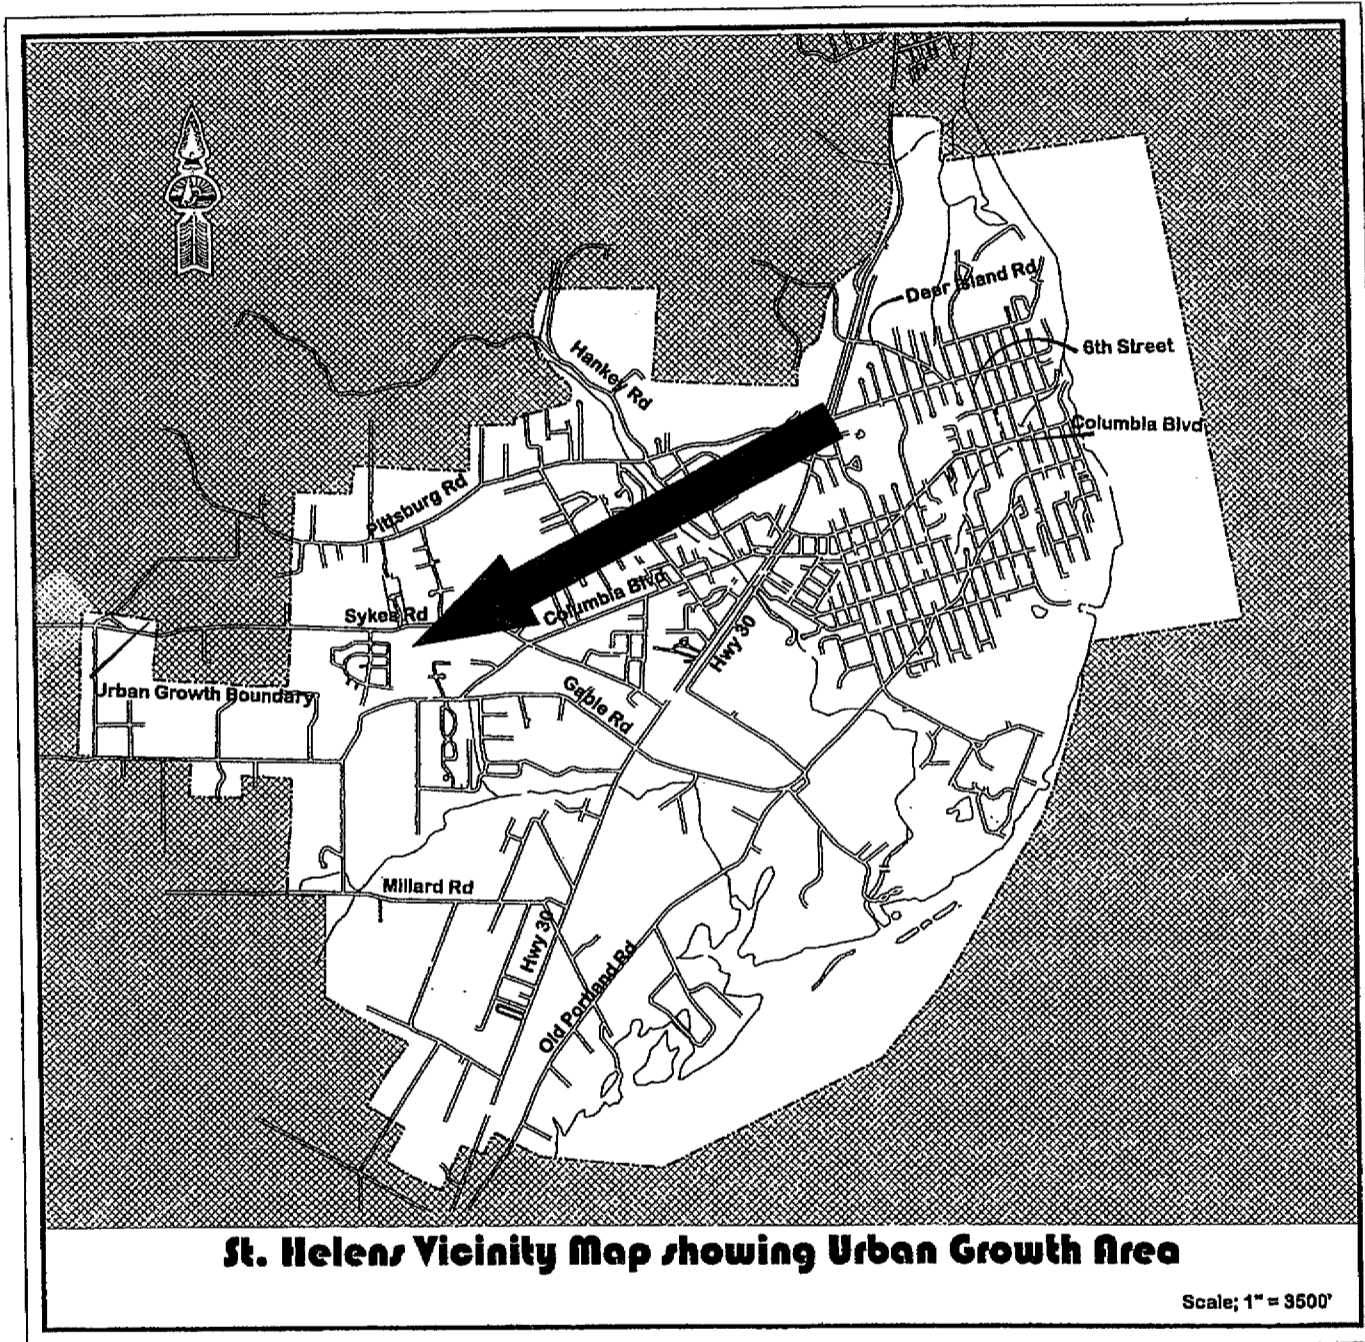 Dear Island Rd
6th Street
Hankey Rd
Columbia Blvd
Pittsburg Rd
Columbia Blvd
Sykes Rd
Hwy 30
Urban Growth Boundary
Gable Rd
Millard Rd
Hwy 30
Old Portland Rd
St. Helens Vicinity Map showing Urban Growth Area
Scale; 1" = 3500'